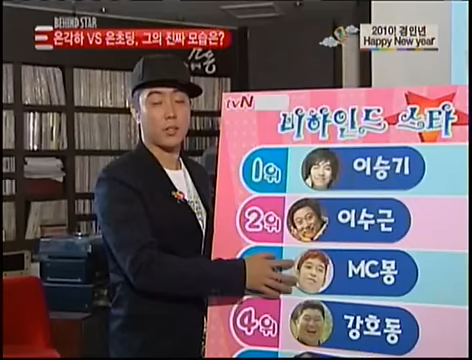 BEHIND STAR
은각하 VS 은초딩, 그의 진짜 모습은?
2010! 경인년
Happy New year
tvN
비하인드 스타
1위 이승기
2위 이수근
MC몽
4위 강호동